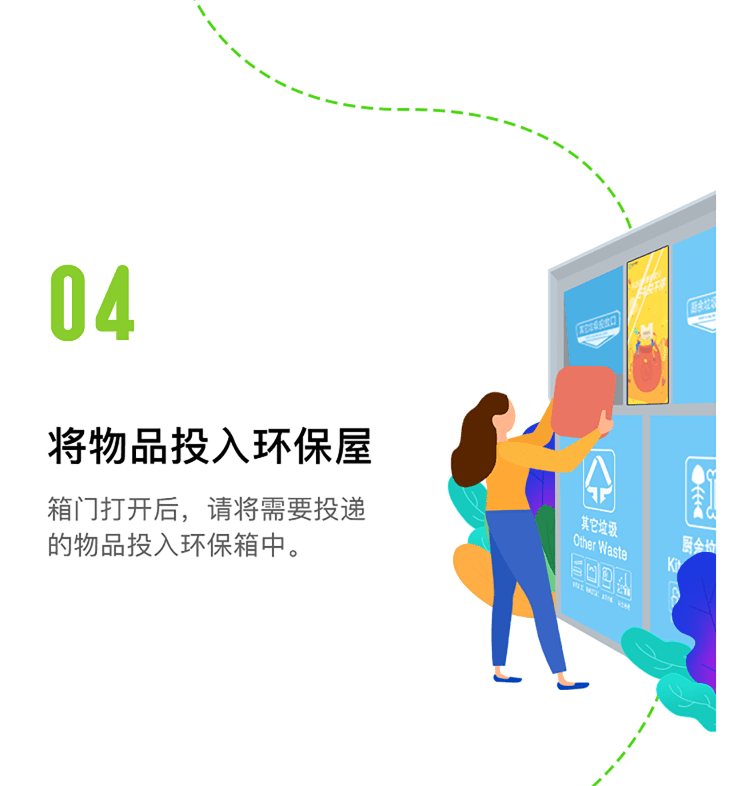 04
将物品投入环保屋
箱门打开后，请将需要投递
的物品投入环保箱中。
其它垃圾投放口
厨余垃圾
其它垃圾
Other Waste
厨余垃
Kit